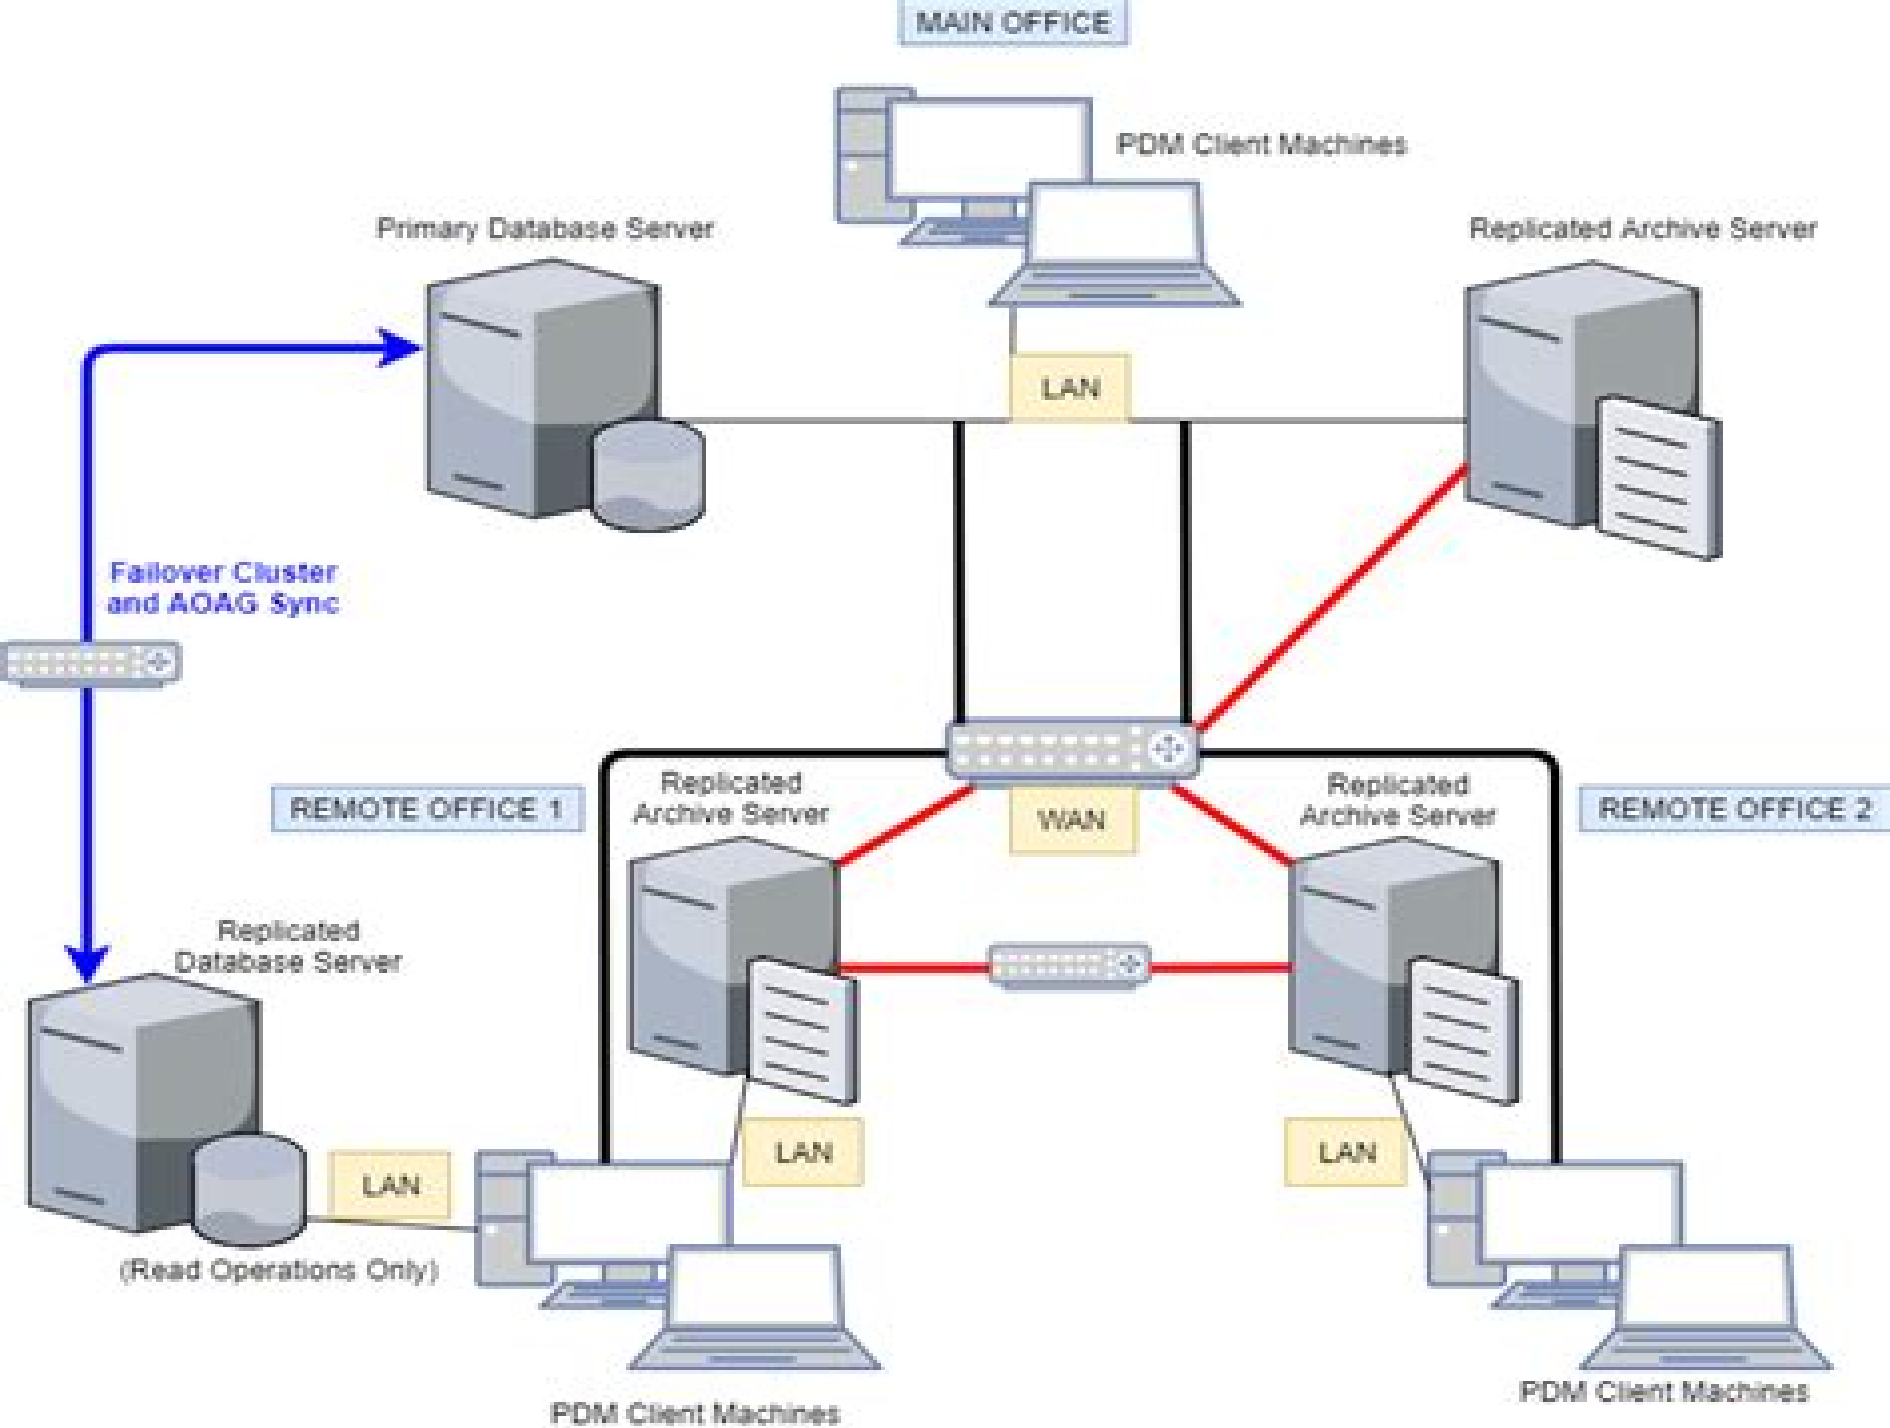 MAIN OFFICE
PDM Client Machines
Primary Database Server
Replicated Archive Server
LAN
Failover Cluster
and AOAG Sync
REMOTE OFFICE 1
Replicated
Archive Server
WAN
Replicated
Archive Server
REMOTE OFFICE 2
Replicated
Database Server
LAN
LAN
LAN
(Read Operations Only)
PDM Client Machines
PDM Client Machines